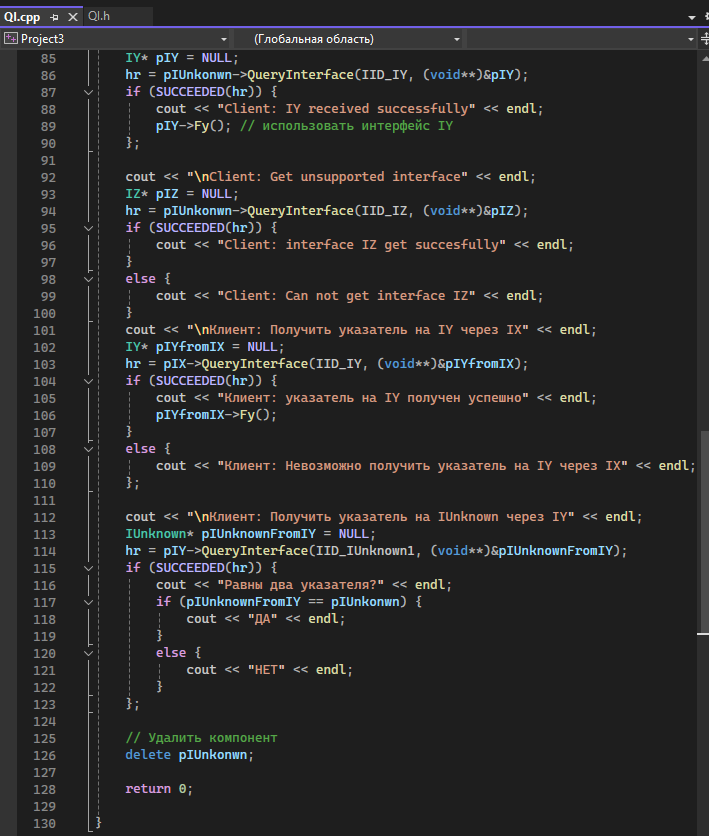 QI.cpp QI.h
Project3 (Глобальная область)
85 IY* pIY = NULL;
86 hr = pIUnkonwn->QueryInterface(IID_IY, (void**)&pIY);
87 if (SUCCEEDED(hr)) {
88 cout << "Client: IY received successfully" << endl;
89 pIY->Fy(); // использовать интерфейс IY
90 };
91
92 cout << "\nClient: Get unsupported interface" << endl;
93 IZ* pIZ = NULL;
94 hr = pIUnkonwn->QueryInterface(IID_IZ, (void**)&pIZ);
95 if (SUCCEEDED(hr)) {
96 cout << "Client: interface IZ get succesfully" << endl;
97 }
98 else {
99 cout << "Client: Can not get interface IZ" << endl;
100 }
101 cout << "\nКлиент: Получить указатель на IY через IX" << endl;
102 IY* pIYfromIX = NULL;
103 hr = pIX->QueryInterface(IID_IY, (void**)&pIYfromIX);
104 if (SUCCEEDED(hr)) {
105 cout << "Клиент: указатель на IY получен успешно" << endl;
106 pIYfromIX->Fy();
107 }
108 else {
109 cout << "Клиент: Невозможно получить указатель на IY через IX" << endl;
110 };
111
112 cout << "\nКлиент: Получить указатель на IUnknown через IY" << endl;
113 IUnknown* pIUnknownFromIY = NULL;
114 hr = pIY->QueryInterface(IID_IUnknown1, (void**)&pIUnknownFromIY);
115 if (SUCCEEDED(hr)) {
116 cout << "Равны два указателя?" << endl;
117 if (pIUnknownFromIY == pIUnkonwn) {
118 cout << "ДА" << endl;
119 }
120 else {
121 cout << "НЕТ" << endl;
122 }
123 };
124
125 // Удалить компонент
126 delete pIUnkonwn;
127
128 return 0;
129
130 }